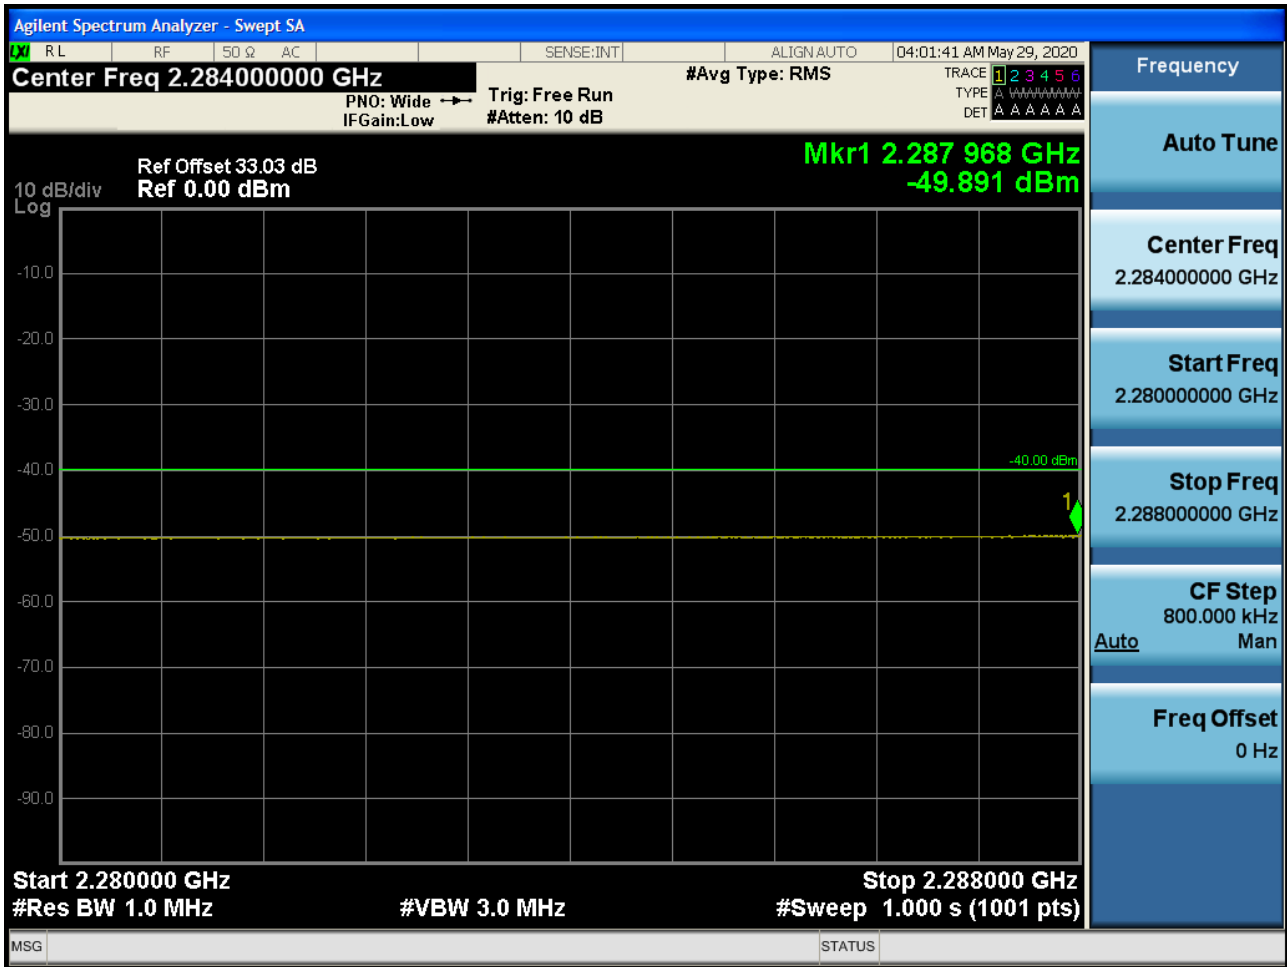 Agilent Spectrum Analyzer - Swept SA
LXI RL RF 50 Ω AC SENSE:INT ALIGN AUTO 04:01:41 AM May 29, 2020
Center Freq 2.284000000 GHz
PNO: Wide
IFGain:Low
Trig: Free Run
#Atten: 10 dB
#Avg Type: RMS
TRACE 1 2 3 4 5 6
TYPE A WWWWW
DET A A A A A A
Mkr1 2.287 968 GHz
-49.891 dBm
Ref Offset 33.03 dB
10 dB/div Ref 0.00 dBm
Log
-10.0
-20.0
-30.0
-40.0
-40.00 dBm
1
-50.0
-60.0
-70.0
-80.0
-90.0
Start 2.280000 GHz Stop 2.288000 GHz
#Res BW 1.0 MHz #VBW 3.0 MHz #Sweep 1.000 s (1001 pts)
MSG STATUS
Frequency
Auto Tune
Center Freq
2.284000000 GHz
Start Freq
2.280000000 GHz
Stop Freq
2.288000000 GHz
CF Step
800.000 kHz
Auto Man
Freq Offset
0 Hz